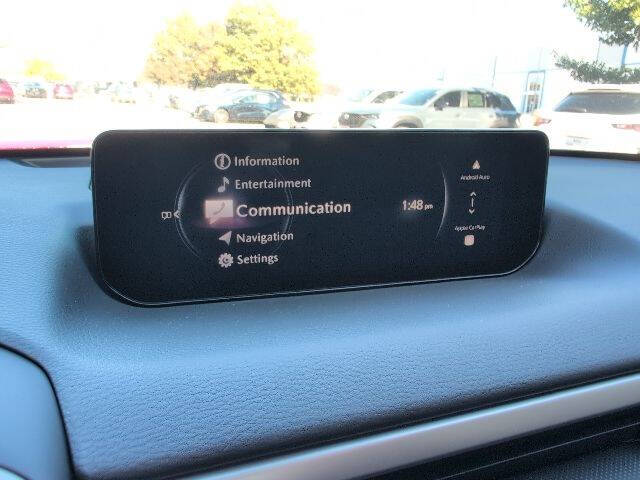 Information
Entertainment
Communication
Navigation
Settings
1:48 pm
Android Auto
Apple CarPlay